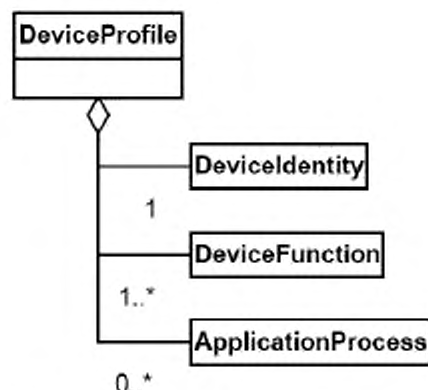 DeviceProfile
DeviceIdentity
1
DeviceFunction
1..*
ApplicationProcess
0..*